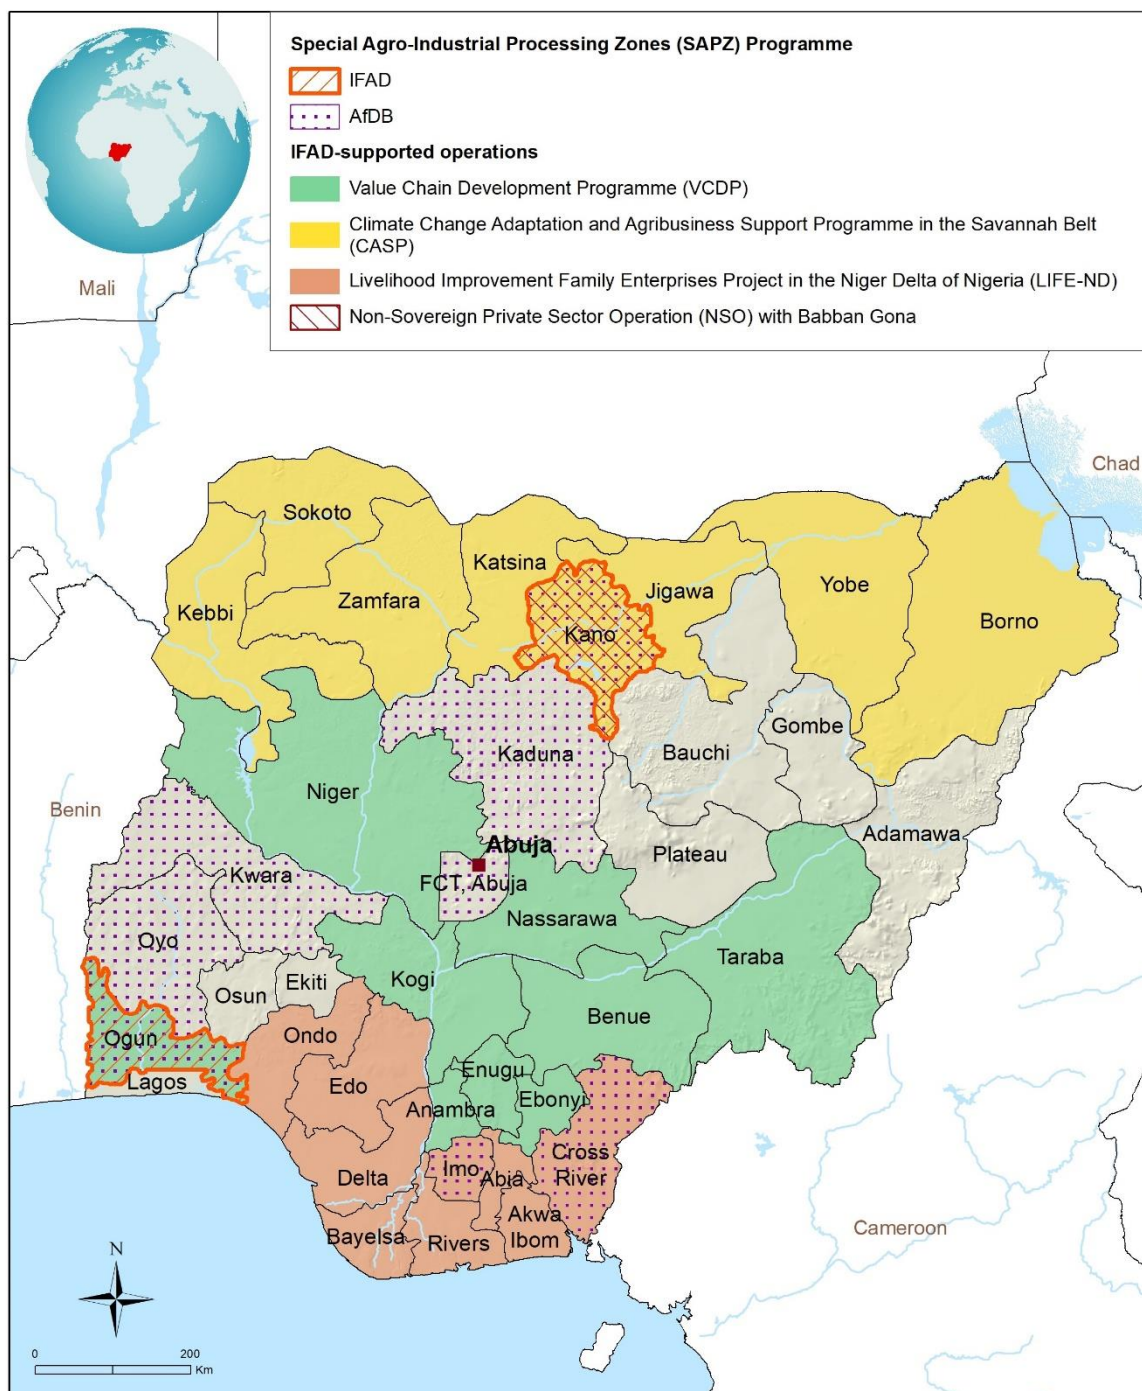 Special Agro-Industrial Processing Zones (SAPZ) Programme
IFAD
AfDB
IFAD-supported operations
Value Chain Development Programme (VCDP)
Climate Change Adaptation and Agribusiness Support Programme in the Savannah Belt
(CASP)
Livelihood Improvement Family Enterprises Project in the Niger Delta of Nigeria (LIFE-ND)
Non-Sovereign Private Sector Operation (NSO) with Babban Gona
Mali
Chad
Sokoto
Katsina
Jigawa
Yobe
Kebbi
Zamfara
Kano
Borno
Gombe
Kaduna
Bauchi
Niger
Benin
Adamawa
Abuja
Plateau
Kwara
FCT, Abuja
Nassarawa
Oyo
Taraba
Kogi
Ekiti
Osun
Benue
Ondo
Ogun
Enugu
Lagos
Edo
Ebonyi
Anambra
Cross
River
Imo
Abia
Delta
Akwa
Ibom
Bayelsa
Rivers
Cameroon
N
0
200
Km